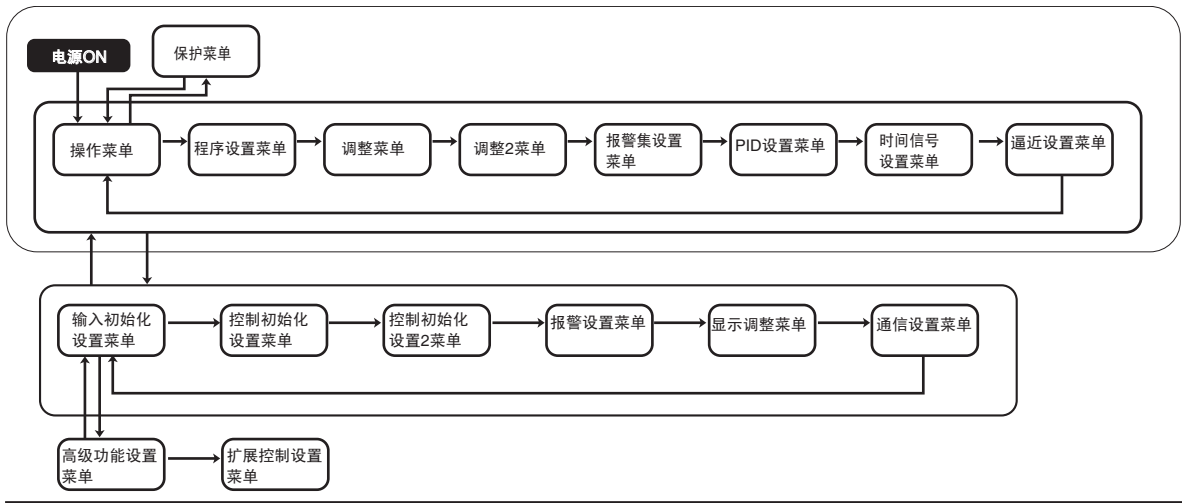 电源ON
保护菜单
操作菜单
程序设置菜单
调整菜单
调整2菜单
报警集设置
菜单
PID设置菜单
时间信号
设置菜单
逼近设置菜单
输入初始化
设置菜单
控制初始化
设置菜单
控制初始化
设置2菜单
报警设置菜单
显示调整菜单
通信设置菜单
高级功能设置
菜单
扩展控制设置
菜单